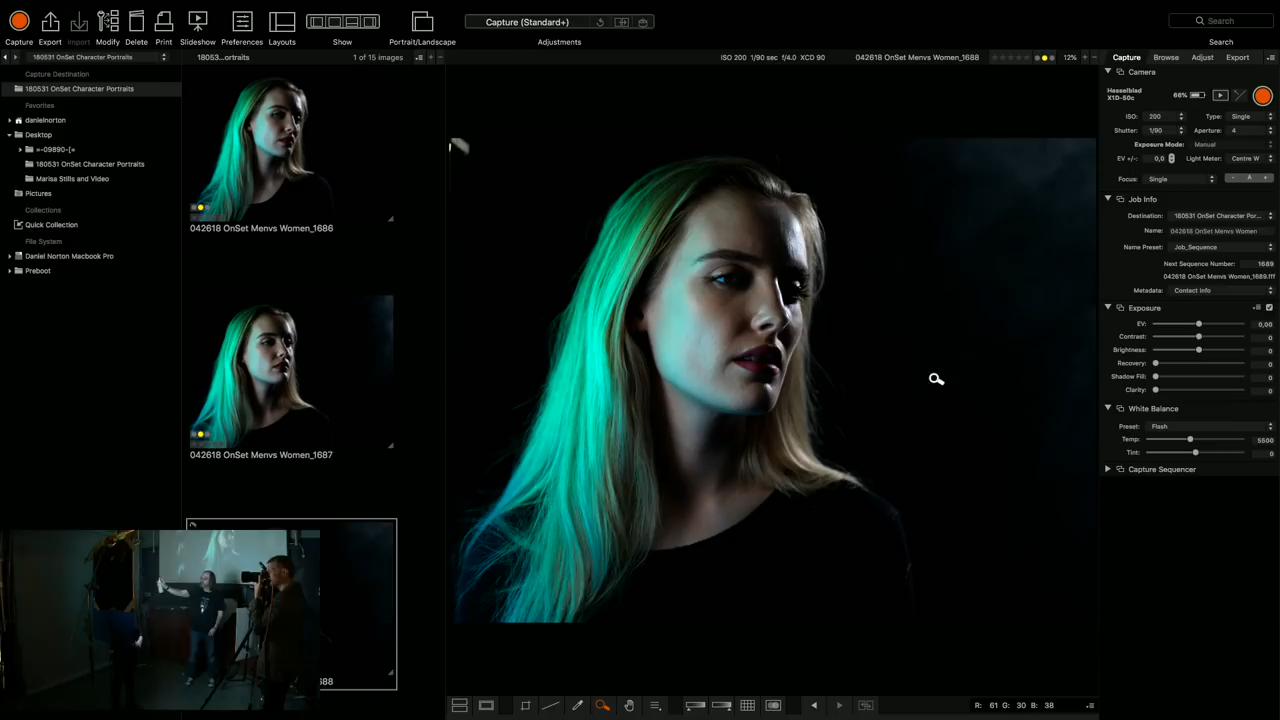 Capture Export Import Modify Delete Print Slideshow Preferences Layouts Show Portrait/Landscape Capture (Standard+) Adjustments Search
Search
180531 OnSet Character Portraits
Capture Destination
180531 OnSet Character Portraits
Favorites
danielnorton
Desktop
=-09890-[=
180531 OnSet Character Portraits
Marisa Stills and Video
Pictures
Collections
Quick Collection
File System
Daniel Norton Macbook Pro
Preboot
18053...ortraits 1 of 15 images
042618 OnSet Menvs Women_1686
042618 OnSet Menvs Women_1687
88
ISO 200 1/90 sec f/4.0 XCD 90 042618 OnSet Menvs Women_1688 12%
R: 61 G: 30 B: 38
Capture Browse Adjust Export
Camera
Hasselblad
X1D-50c
66%
ISO: 200 Type: Single
Shutter: 1/90 Aperture: 4
Exposure Mode: Manual
EV +/-: 0,0 Light Meter: Centre W
Focus: Single - A +
Job Info
Destination: 180531 OnSet Character Por...
Name: 042618 OnSet Menvs Women
Name Preset: Job_Sequence
Next Sequence Number: 1689
042618 OnSet Menvs Women_1689.fff
Metadata: Contact Info
Exposure
EV: 0,00
Contrast: 0
Brightness: 0
Recovery: 0
Shadow Fill: 0
Clarity: 0
White Balance
Preset: Flash
Temp: 5500
Tint: 0
Capture Sequencer